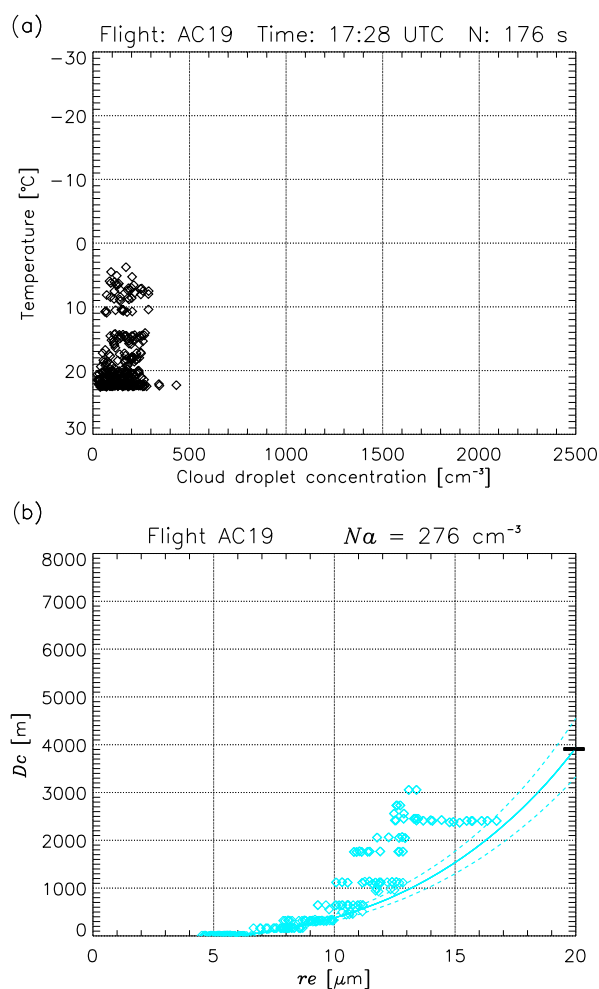 (a)
Flight: AC19 Time: 17:28 UTC N: 176 s
−30
−20
−10
0
10
20
30
Temperature [°C]
0 500 1000 1500 2000 2500
Cloud droplet concentration [cm⁻³]
(b)
Flight AC19 Na = 276 cm⁻³
8000
7000
6000
5000
4000
3000
2000
1000
0
Dc [m]
0 5 10 15 20
re [μm]